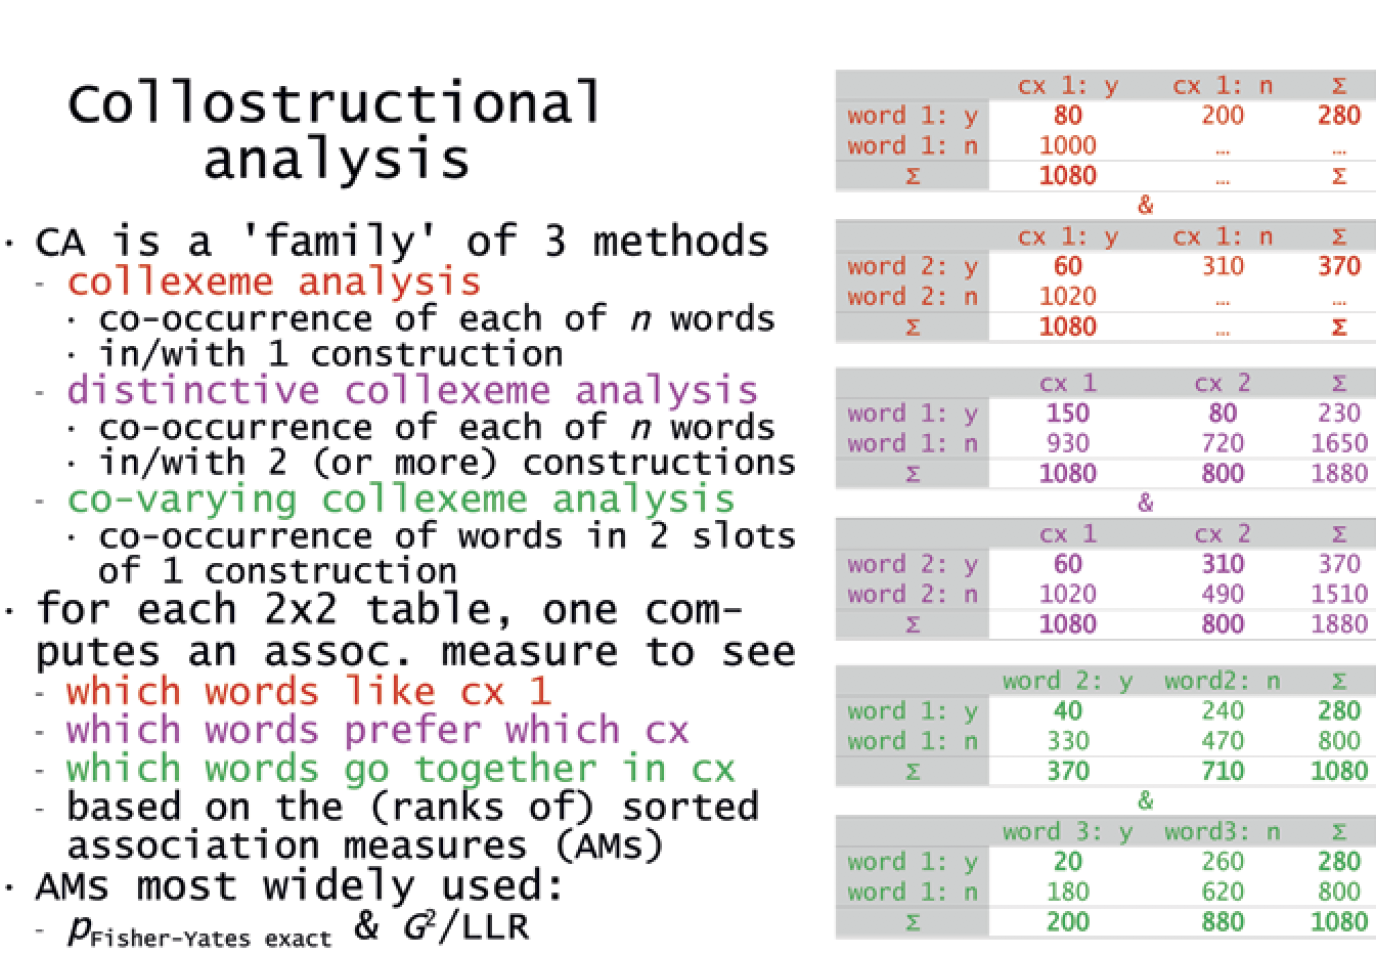 Collostructional
analysis
· CA is a 'family' of 3 methods
- collexeme analysis
· co-occurrence of each of n words
· in/with 1 construction
- distinctive collexeme analysis
· co-occurrence of each of n words
· in/with 2 (or more) constructions
- co-varying collexeme analysis
· co-occurrence of words in 2 slots
of 1 construction
· for each 2x2 table, one com-
putes an assoc. measure to see
- which words like cx 1
- which words prefer which cx
- which words go together in cx
- based on the (ranks of) sorted
association measures (AMs)
· AMs most widely used:
- pFisher-Yates exact & G²/LLR
cx 1: y cx 1: n Σ
word 1: y 80 200 280
word 1: n 1000 … …
Σ 1080 … Σ
&
cx 1: y cx 1: n Σ
word 2: y 60 310 370
word 2: n 1020 … …
Σ 1080 … Σ
cx 1 cx 2 Σ
word 1: y 150 80 230
word 1: n 930 720 1650
Σ 1080 800 1880
&
cx 1 cx 2 Σ
word 2: y 60 310 370
word 2: n 1020 490 1510
Σ 1080 800 1880
word 2: y word2: n Σ
word 1: y 40 240 280
word 1: n 330 470 800
Σ 370 710 1080
&
word 3: y word3: n Σ
word 1: y 20 260 280
word 1: n 180 620 800
Σ 200 880 1080